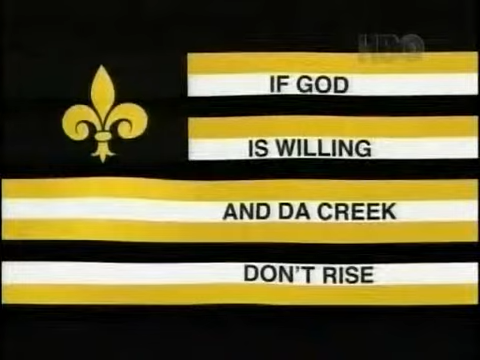 HBO
IF GOD
IS WILLING
AND DA CREEK
DON'T RISE